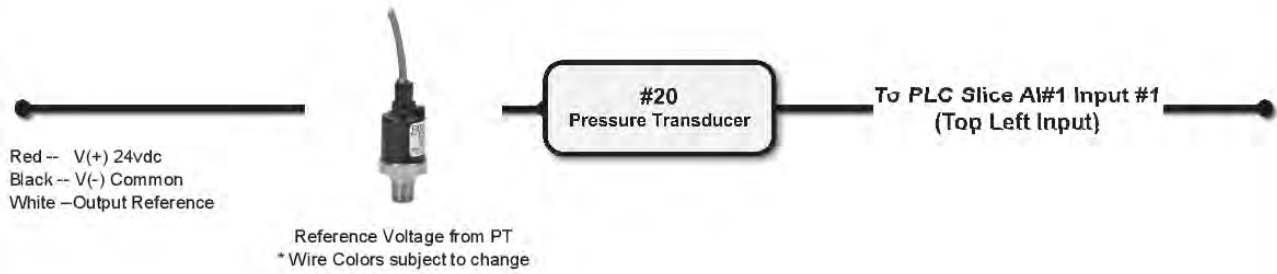 #20
Pressure Transducer
To PLC Slice AI#1 Input #1
(Top Left Input)
Red -- V(+) 24vdc
Black -- V(-) Common
White –Output Reference
Reference Voltage from PT
* Wire Colors subject to change